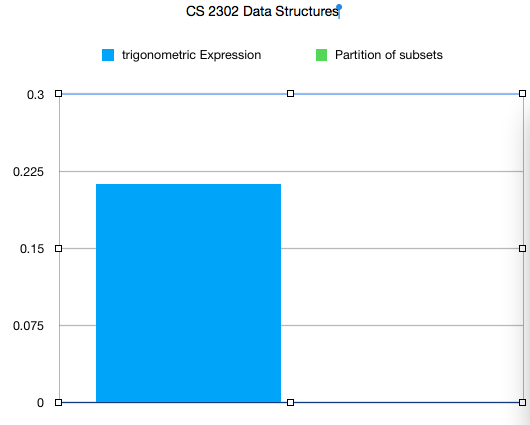 CS 2302 Data Structures
trigonometric Expression Partition of subsets
0.3
0.225
0.15
0.075
0